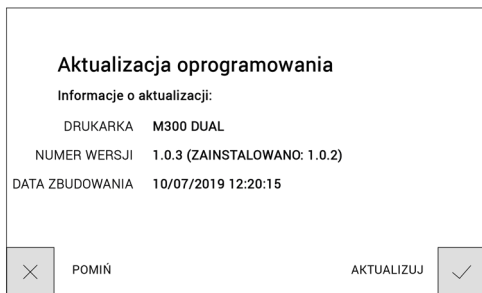 Aktualizacja oprogramowania
Informacje o aktualizacji:
DRUKARKA M300 DUAL
NUMER WERSJI 1.0.3 (ZAINSTALOWANO: 1.0.2)
DATA ZBUDOWANIA 10/07/2019 12:20:15
POMIŃ AKTUALIZUJ